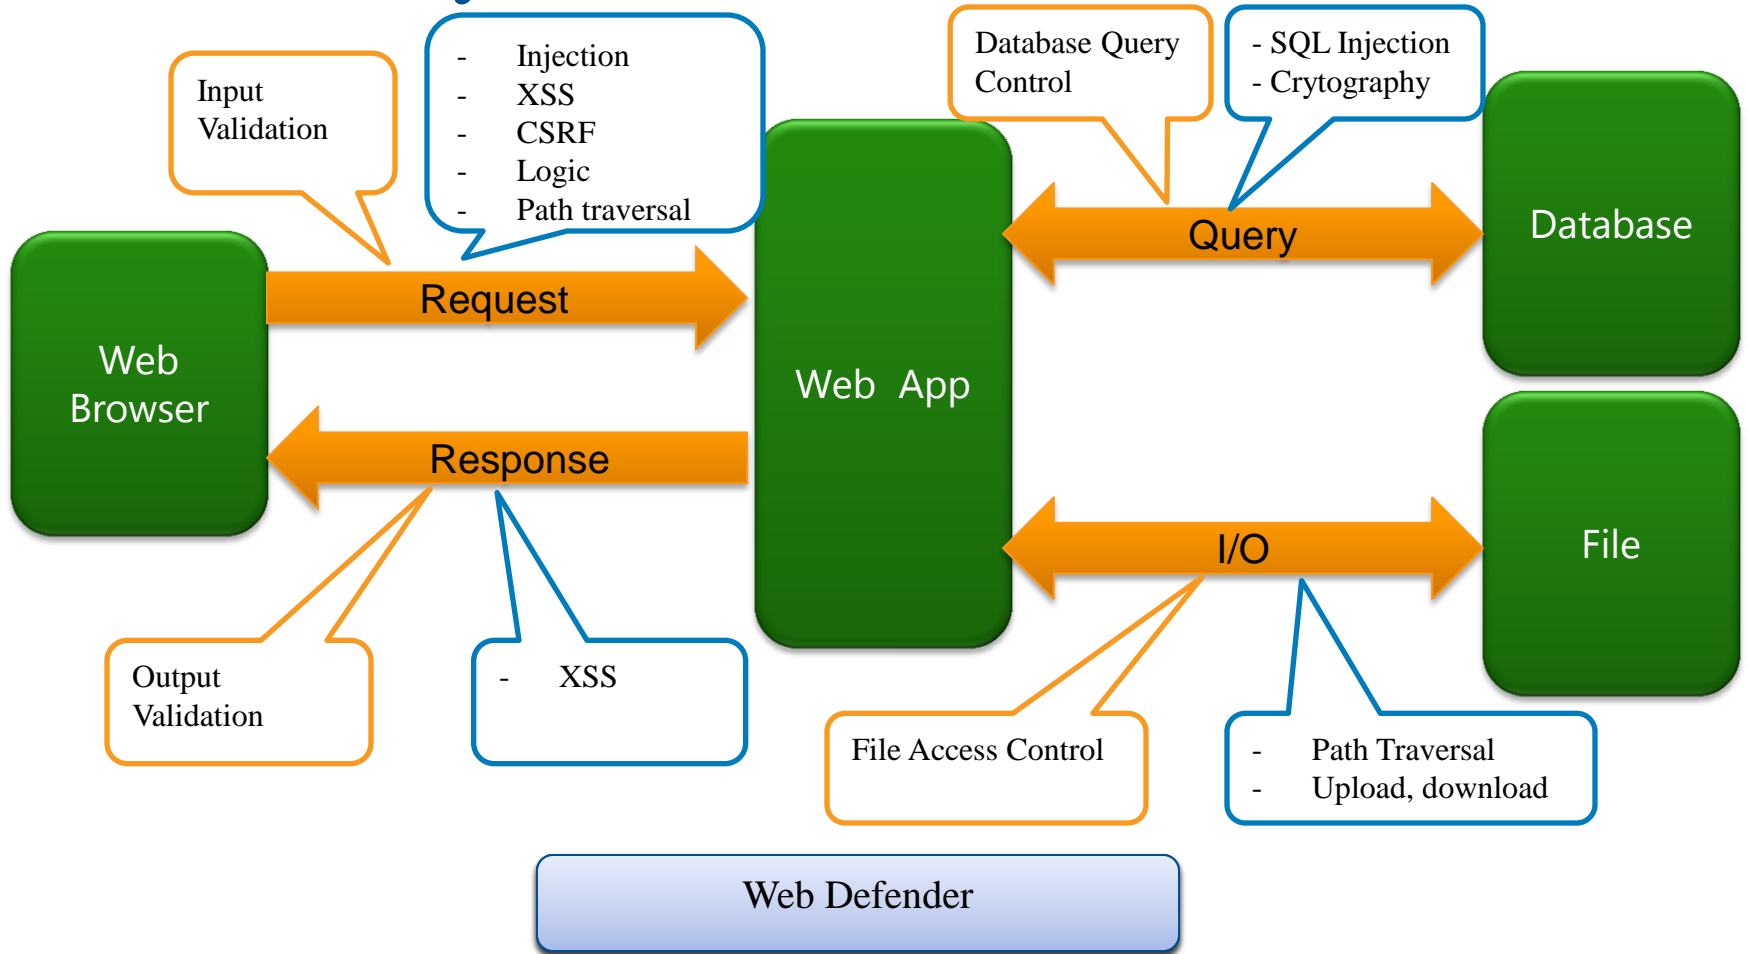 Input
Validation
- Injection
- XSS
- CSRF
- Logic
- Path traversal
Database Query
Control
- SQL Injection
- Crytography
Request
Query
Database
Web
Browser
Web App
Response
I/O
File
Output
Validation
- XSS
File Access Control
- Path Traversal
- Upload, download
Web Defender